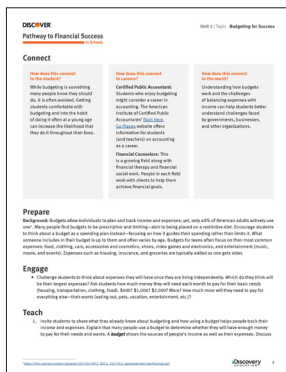 DISCOVER
Pathway to Financial Success
in Schools
Unit 1 | Topic: Budgeting for Success
Connect
How does this connect
to the student?
While budgeting is something
many people know they should
do, it is often avoided. Getting
students comfortable with
budgeting and into the habit
of doing it often at a young age
can increase the likelihood that
they do it throughout their lives.
How does this connect
to careers?
Certified Public Accountant:
Students who enjoy budgeting
might consider a career in
accounting. The American
Institute of Certified Public
Accountants' Start Here
Go Places website offers
information for students
(and teachers) on accounting
as a career.
Financial Counselors: This
is a growing field along with
financial therapy and financial
social work. People in each field
work with clients to help them
achieve financial goals.
How does this connect
to the world?
Understanding how budgets
work and the challenges
of balancing expenses with
income can help students better
understand challenges faced
by governments, businesses,
and other organizations.
Prepare
Background: Budgets allow individuals to plan and track income and expenses; yet, only 40% of American adults actively use
one¹. Many people find budgets to be prescriptive and limiting—akin to being placed on a restrictive diet. Encourage students
to think about a budget as a spending plan instead—focusing on how it guides their spending rather than limits it. What
someone includes in their budget is up to them and often varies by age. Budgets for teens often focus on their most common
expenses: food, clothing, cars, accessories and cosmetics, shoes, video games and electronics, and entertainment (music,
movie, and events). Expenses such as housing, insurance, and groceries are typically added as one gets older.
Engage
• Challenge students to think about expenses they will have once they are living independently. Which do they think will
be their largest expenses? Ask students how much money they will need each month to pay for their basic needs
(housing, transportation, clothing, food). $500? $1,000? $2,000? More? How much more will they need to pay for
everything else—their wants (eating out, pets, vacation, entertainment, etc.)?
Teach
1. Invite students to share what they already know about budgeting and how using a budget helps people track their
income and expenses. Explain that many people use a budget to determine whether they will have enough money
to pay for their needs and wants. A budget shows the sources of people's income as well as their expenses. Discuss
Discovery
EDUCATION